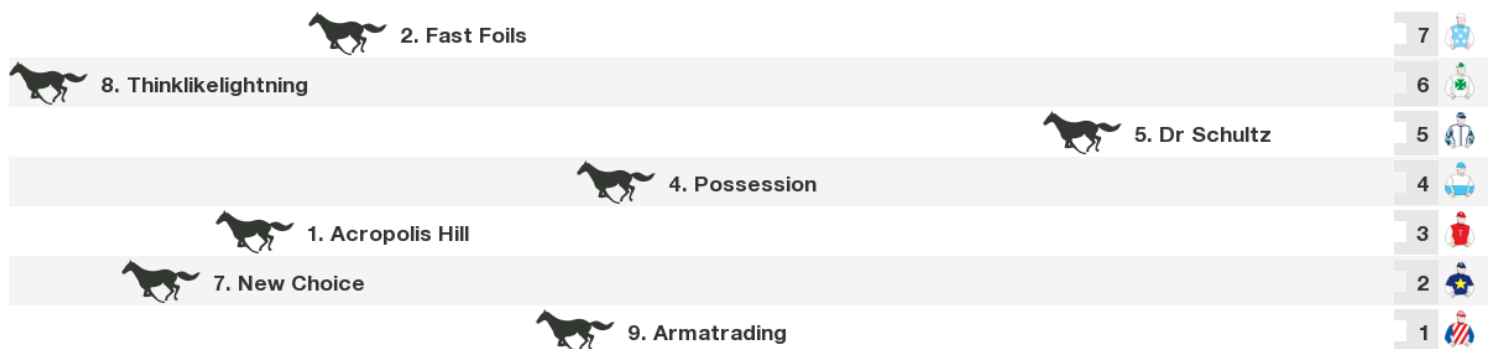 2. Fast Foils 7
8. Thinklikelightning 6
5. Dr Schultz 5
4. Possession 4
1. Acropolis Hill 3
T
7. New Choice 2
9. Armatrading 1